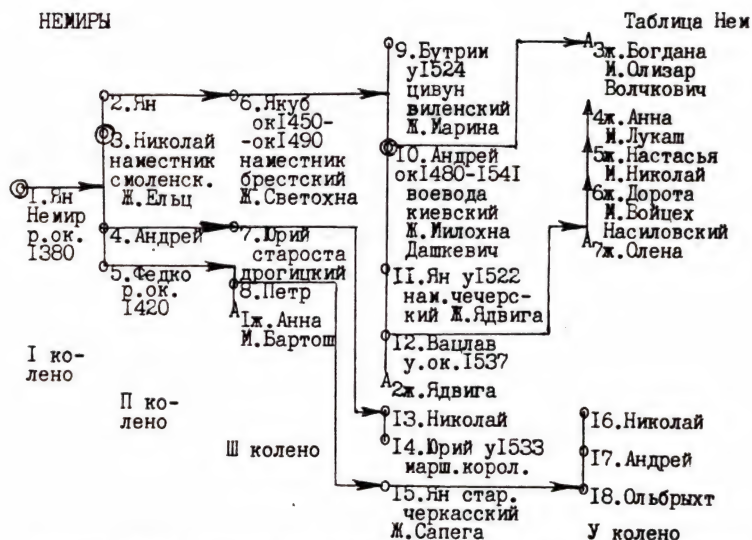 НЕМИРЫ
Таблица Нем
1.Ян
Немир
р.ок.
1380
I ко-
лено
2.Ян
3.Николай
наместник
смоленск.
Ж.Ельц
4.Андрей
5.Федко
р.ок.
1420
П ко-
лено
6.Якуб
ок1450-
-ок1490
наместник
брестский
Ж.Светохна
7.Юрий
староста
дрогицкий
8.Петр
1ж.Анна
М.Бартош
Ш колено
9.Бутрим
у1524
цивун
виленский
Ж.Марина
10.Андрей
ок1480-1541
воевода
киевский
Ж.Милохна
Дашкевич
11.Ян у1522
нам.чечерс-
кий Ж.Ядвига
12.Вацлав
у.ок.1537
2ж.Ядвига
13.Николай
14.Юрий у1533
марш.корол.
15.Ян стар.
черкасский
Ж.Сапега
3ж.Богдана
М.Олизар
Волчкович
4ж.Анна
М.Лукаш
5ж.Настасья
М.Николай
6ж.Дорота
М.Войцех
Насиловский
7ж.Олена
16.Николай
17.Андрей
18.Ольбрыхт
У колено